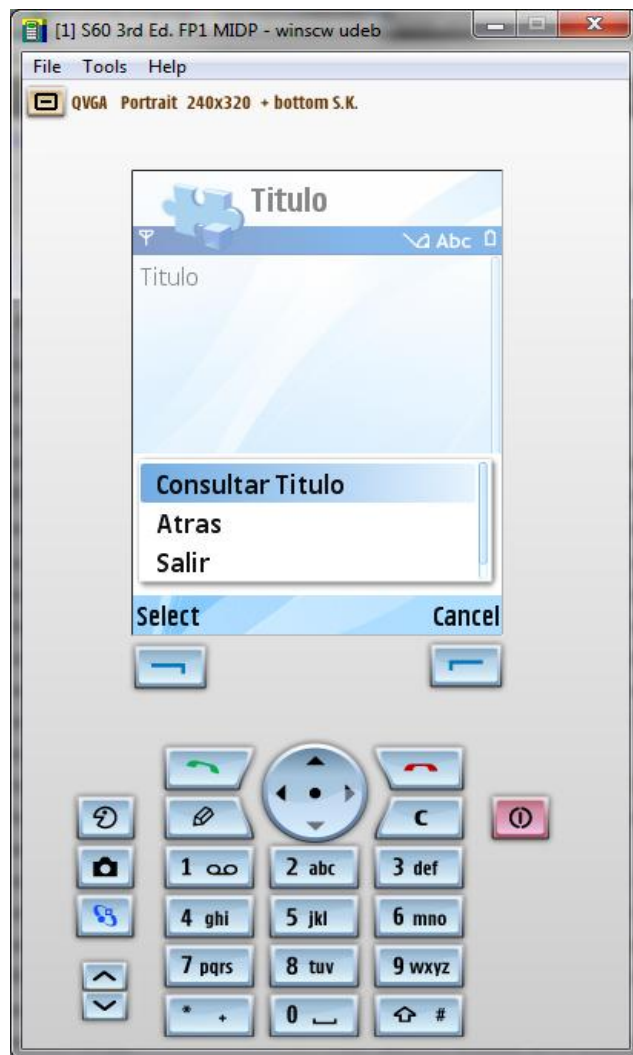 [1] S60 3rd Ed. FP1 MIDP - winscw udeb
File Tools Help
QVGA Portrait 240x320 + bottom S.K.
Titulo
Abc
Titulo
Consultar Titulo
Atras
Salir
Select Cancel
C
1 2 abc 3 def
4 ghi 5 jkl 6 mno
7 pqrs 8 tuv 9 wxyz
* + 0 #